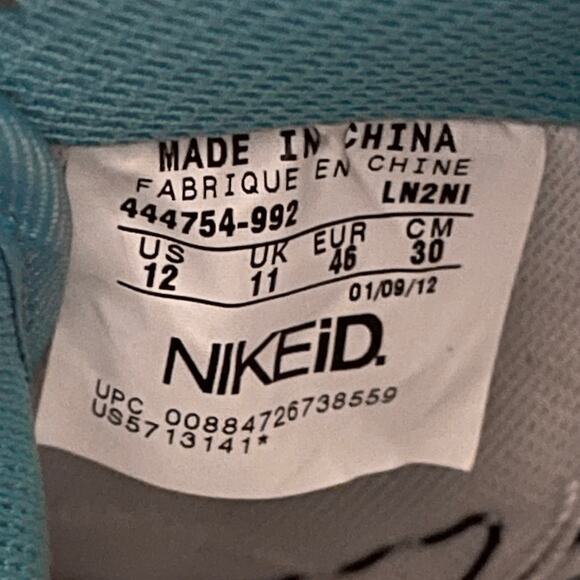 MADE IN CHINA
FABRIQUE EN CHINE
444754-992 LN2NI
US UK EUR CM
12 11 46 30
01/09/12
NIKEiD.
UPC 00884726738559
US5713141*